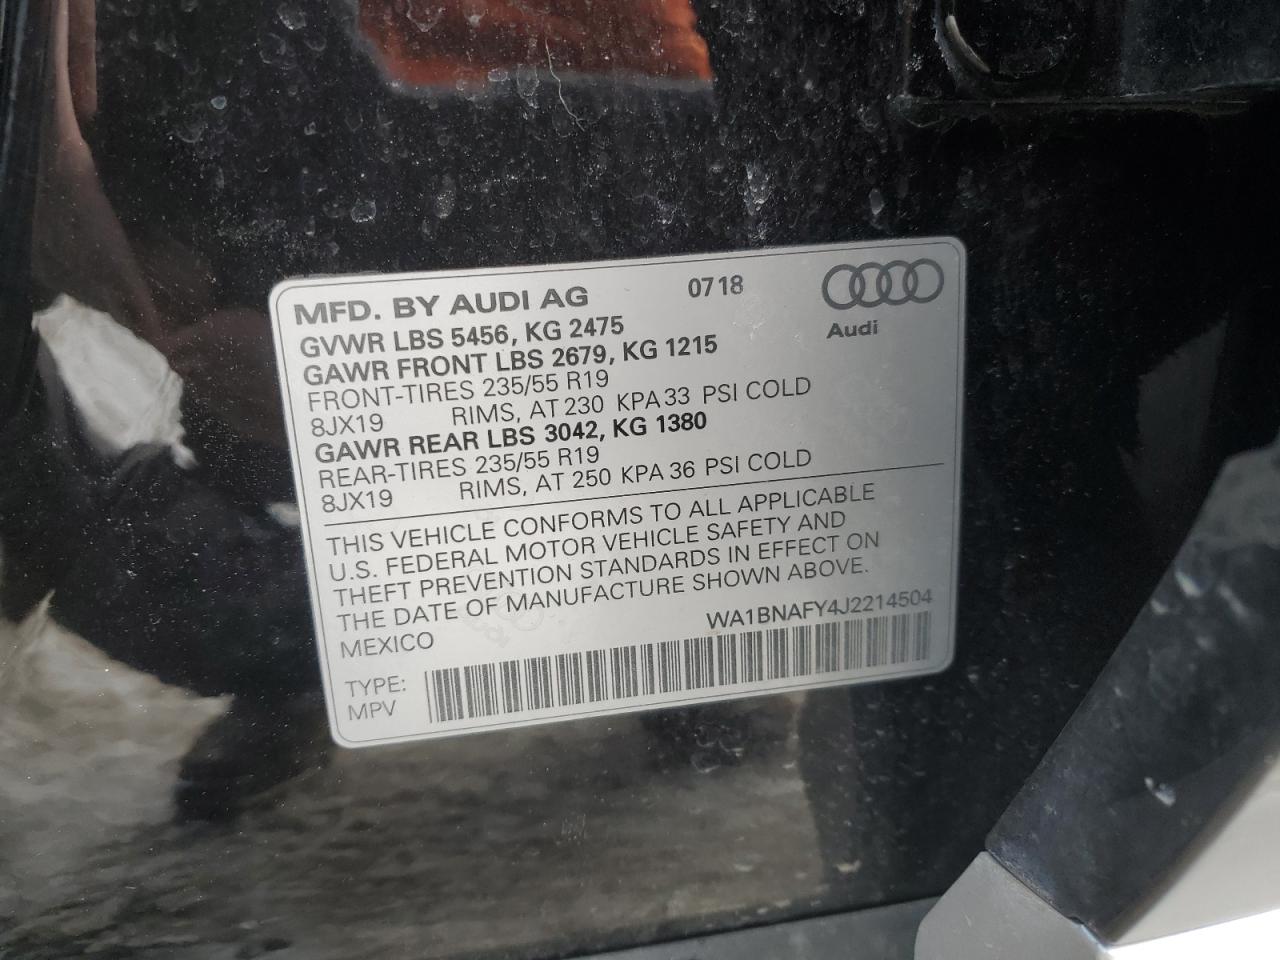 MFD. BY AUDI AG 0718
Audi
GVWR LBS 5456, KG 2475
GAWR FRONT LBS 2679, KG 1215
FRONT-TIRES 235/55 R19
8JX19 RIMS, AT 230 KPA 33 PSI COLD
GAWR REAR LBS 3042, KG 1380
REAR-TIRES 235/55 R19
8JX19 RIMS, AT 250 KPA 36 PSI COLD
THIS VEHICLE CONFORMS TO ALL APPLICABLE
U.S. FEDERAL MOTOR VEHICLE SAFETY AND
THEFT PREVENTION STANDARDS IN EFFECT ON
THE DATE OF MANUFACTURE SHOWN ABOVE.
MEXICO WA1BNAFY4J2214504
TYPE:
MPV